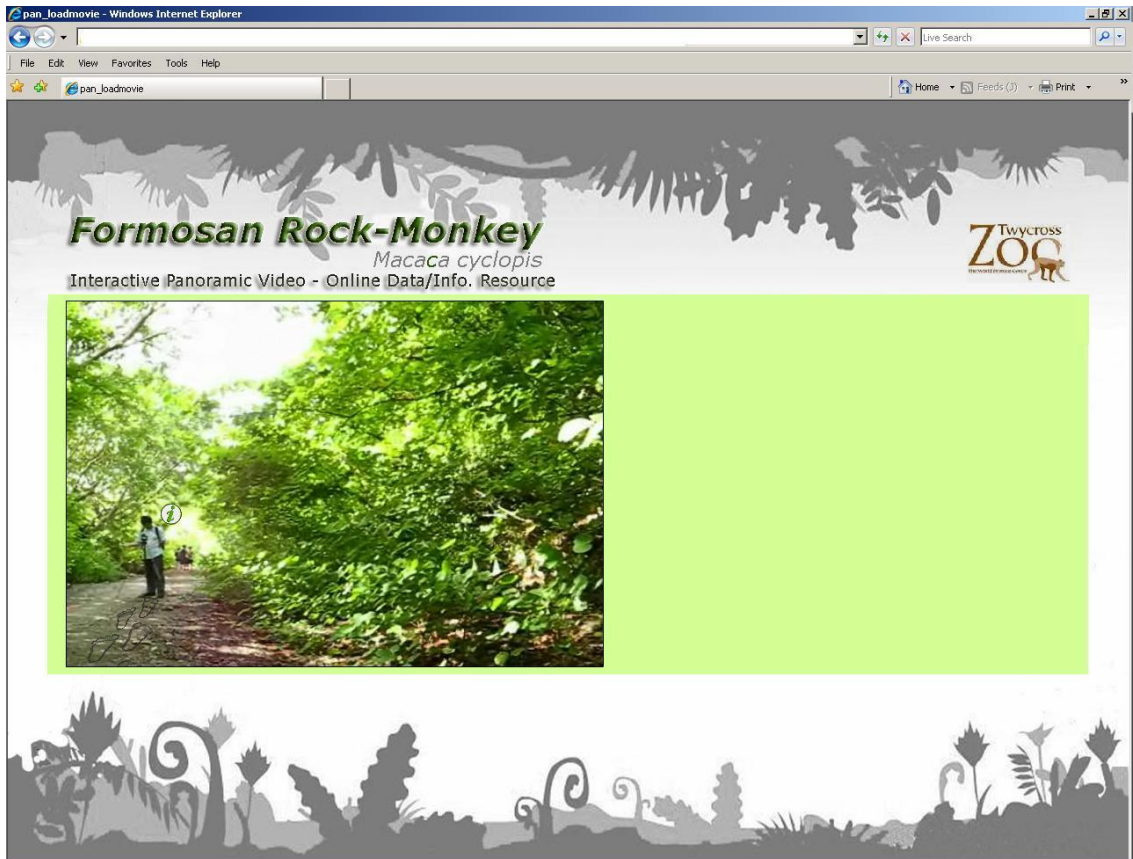 pan_loadmovie - Windows Internet Explorer
Live Search
File Edit View Favorites Tools Help
pan_loadmovie
Home Feeds (J) Print »
Formosan Rock-Monkey
Macaca cyclopis
Interactive Panoramic Video - Online Data/Info. Resource
Twycross
ZOO
i